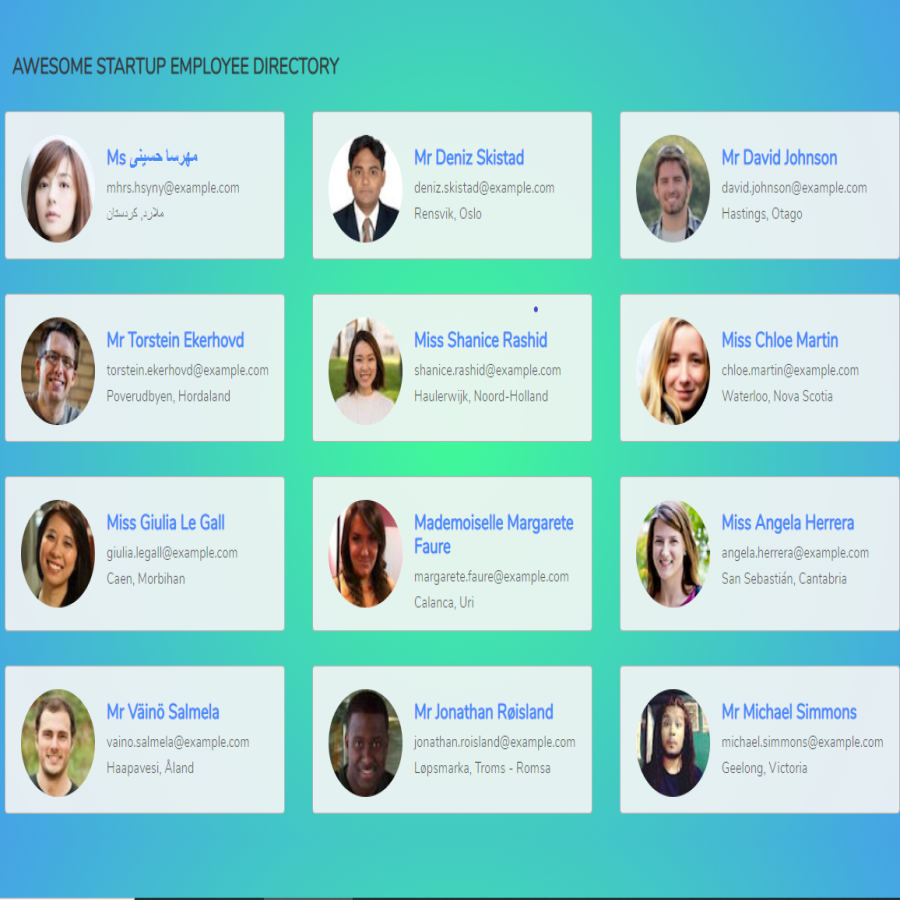 AWESOME STARTUP EMPLOYEE DIRECTORY
Ms مهرسا حسینی
mhrs.hsyny@example.com
ملارد, کردستان
Mr Deniz Skistad
deniz.skistad@example.com
Rensvik, Oslo
Mr David Johnson
david.johnson@example.com
Hastings, Otago
Mr Torstein Ekerhovd
torstein.ekerhovd@example.com
Poverudbyen, Hordaland
Miss Shanice Rashid
shanice.rashid@example.com
Haulerwijk, Noord-Holland
Miss Chloe Martin
chloe.martin@example.com
Waterloo, Nova Scotia
Miss Giulia Le Gall
giulia.legall@example.com
Caen, Morbihan
Mademoiselle Margarete
Faure
margarete.faure@example.com
Calanca, Uri
Miss Angela Herrera
angela.herrera@example.com
San Sebastián, Cantabria
Mr Väinö Salmela
vaino.salmela@example.com
Haapavesi, Åland
Mr Jonathan Røisland
jonathan.roisland@example.com
Løpsmarka, Troms - Romsa
Mr Michael Simmons
michael.simmons@example.com
Geelong, Victoria